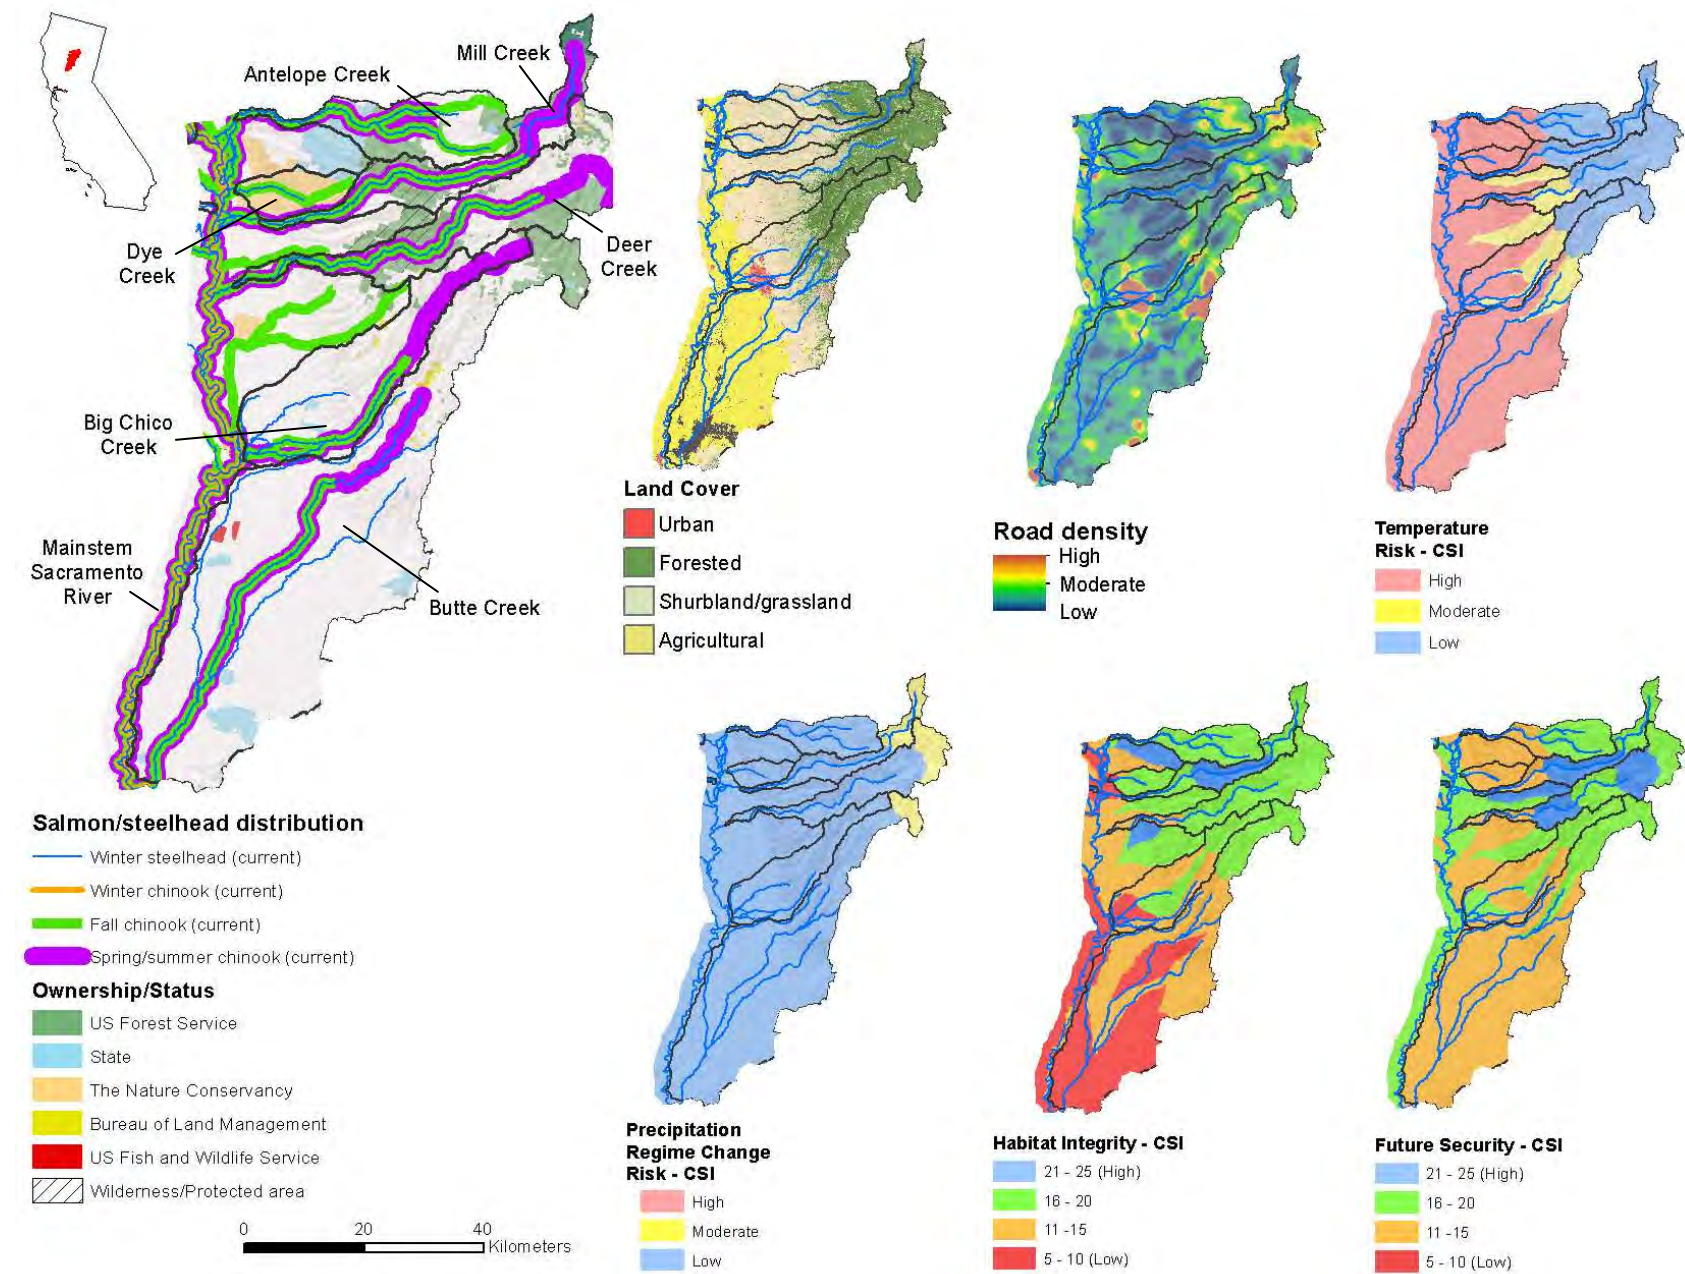 Mill Creek
Antelope Creek
Dye
Creek
Deer
Creek
Big Chico
Creek
Mainstem
Sacramento
River
Butte Creek
Salmon/steelhead distribution
Winter steelhead (current)
Winter chinook (current)
Fall chinook (current)
Spring/summer chinook (current)
Ownership/Status
US Forest Service
State
The Nature Conservancy
Bureau of Land Management
US Fish and Wildlife Service
Wilderness/Protected area
0 20 40
Kilometers
Land Cover
Urban
Forested
Shurbland/grassland
Agricultural
Road density
High
Moderate
Low
Temperature
Risk - CSI
High
Moderate
Low
Precipitation
Regime Change
Risk - CSI
High
Moderate
Low
Habitat Integrity - CSI
21 - 25 (High)
16 - 20
11 -15
5 - 10 (Low)
Future Security - CSI
21 - 25 (High)
16 - 20
11 -15
5 - 10 (Low)